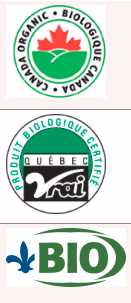 CANADA ORGANIC • BIOLOGIQUE CANADA •
PRODUIT BIOLOGIQUE CERTIFIÉ
QUÉBEC
Vrai
BIO